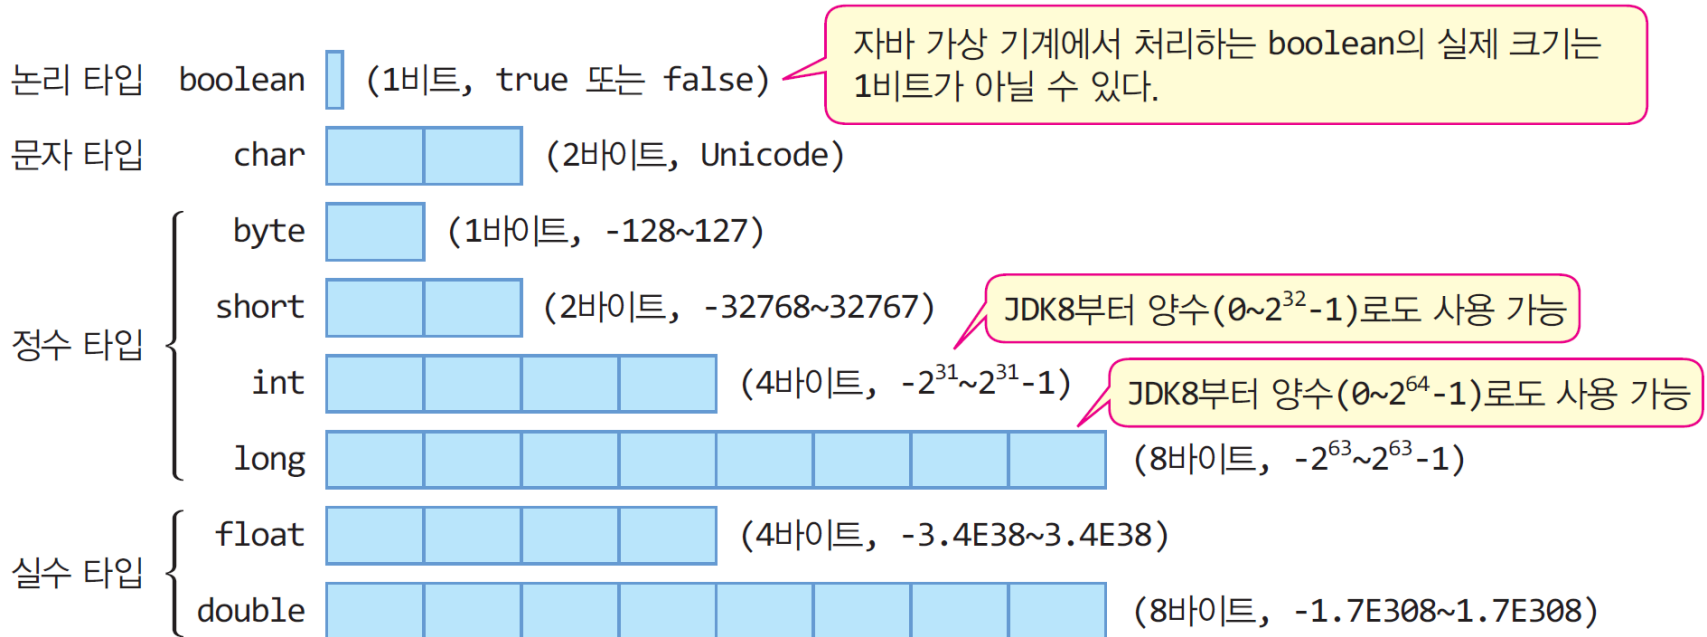 자바 가상 기계에서 처리하는 boolean의 실제 크기는
1비트가 아닐 수 있다.
논리 타입 boolean (1비트, true 또는 false)
문자 타입 char (2바이트, Unicode)
byte (1바이트, -128~127)
short (2바이트, -32768~32767)
JDK8부터 양수(0~2³²-1)로도 사용 가능
정수 타입
int (4바이트, -2³¹~2³¹-1)
JDK8부터 양수(0~2⁶⁴-1)로도 사용 가능
long (8바이트, -2⁶³~2⁶³-1)
float (4바이트, -3.4E38~3.4E38)
실수 타입
double (8바이트, -1.7E308~1.7E308)